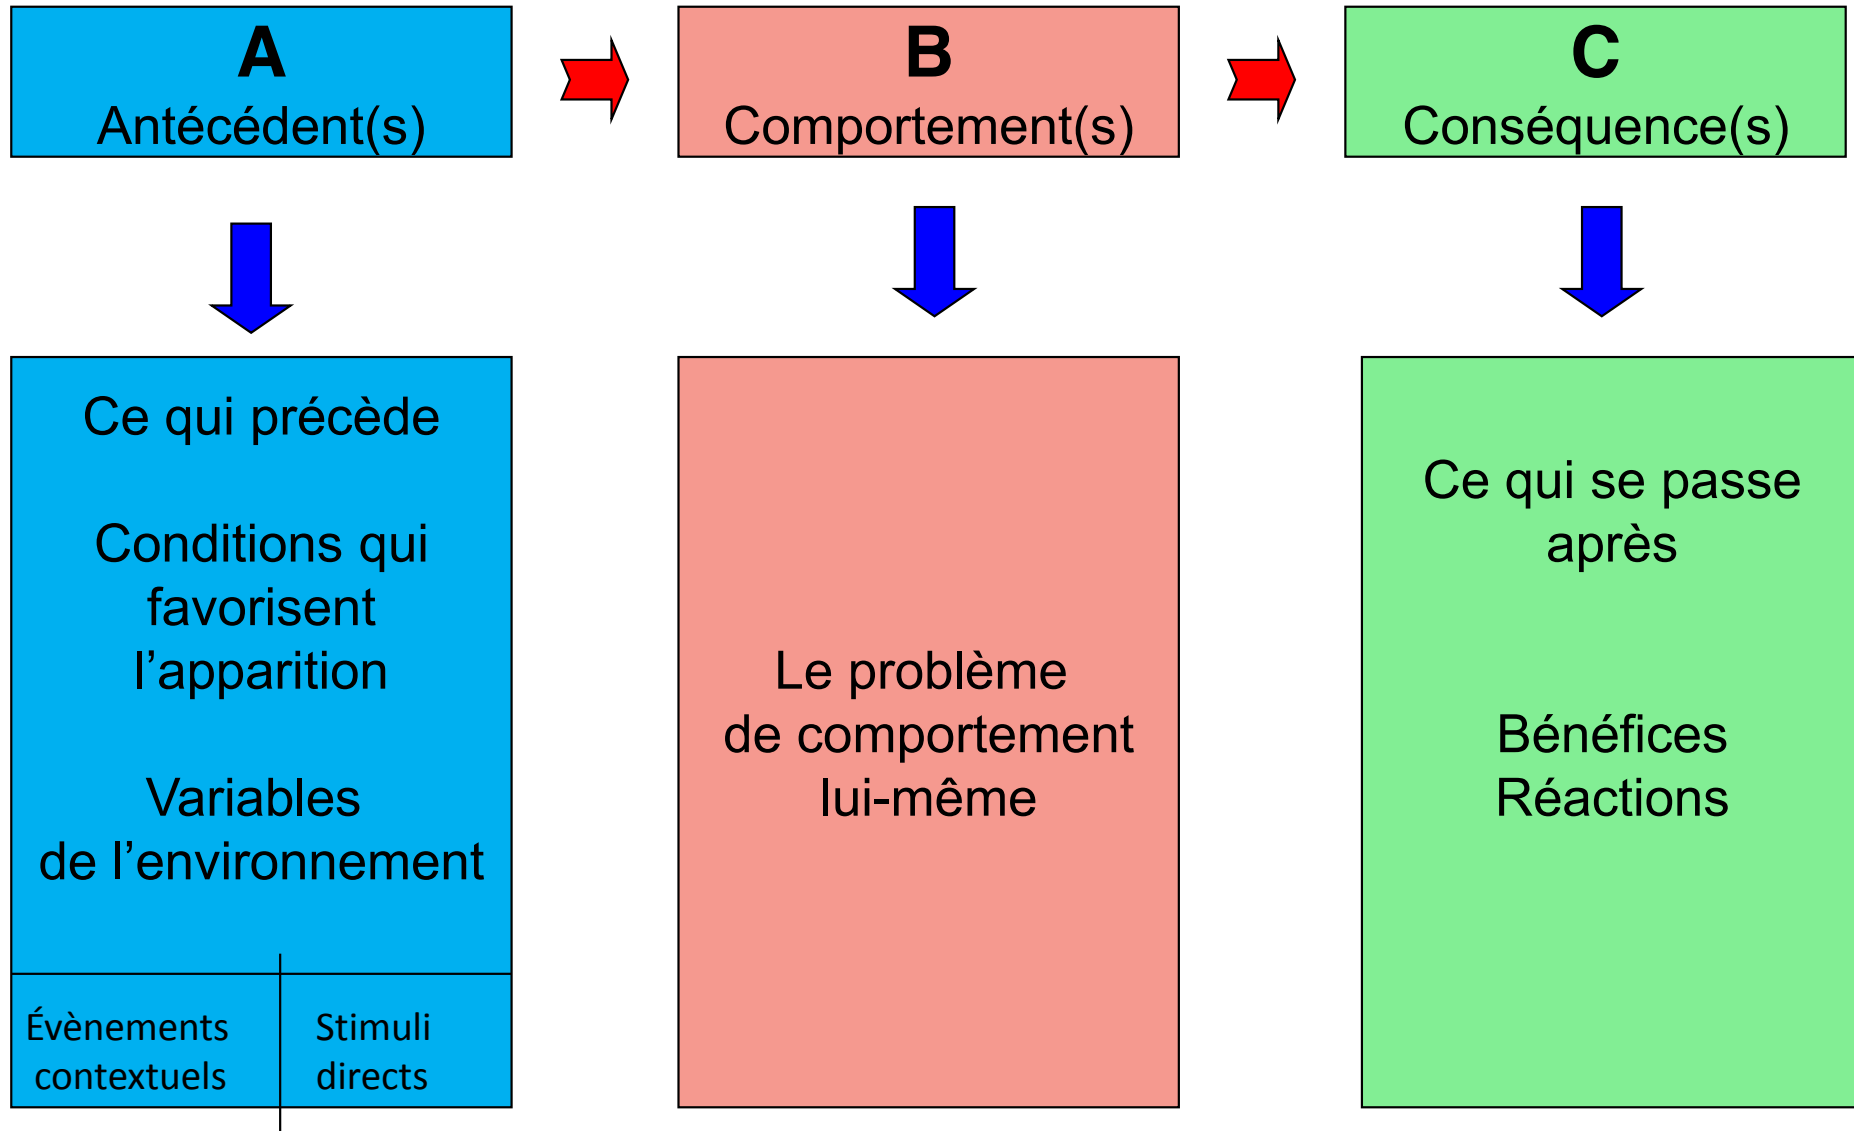 A
Antécédent(s)
B
Comportement(s)
C
Conséquence(s)
Ce qui précède
Conditions qui
favorisent
l’apparition
Variables
de l’environnement
Évènements
contextuels
Stimuli
directs
Le problème
de comportement
lui-même
Ce qui se passe
après
Bénéfices
Réactions